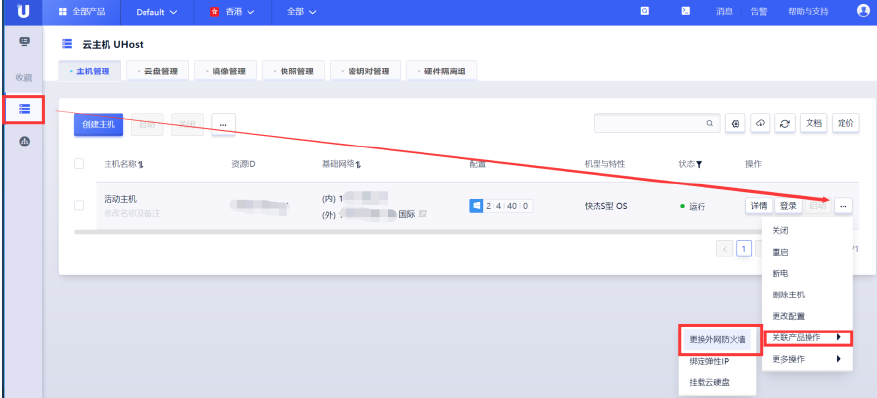 U 全部产品 Default 香港 全部 消息 告警 帮助与支持
收藏
云主机 UHost
· 主机管理 · 云盘管理 · 镜像管理 · 快照管理 · 密钥对管理 · 硬件隔离组
创建主机 启动 关闭 ... 文档 定价
主机名称 资源ID 基础网络 配置 机型与特性 状态 操作
活动主机
修改名称及备注
(内) 1
(外) 国际
2 4 40 0
快杰S型 OS
运行
详情 登录 启动 ...
1
/1
关闭
重启
断电
删除主机
更改配置
关联产品操作
更多操作
更换外网防火墙
绑定弹性IP
挂载云硬盘